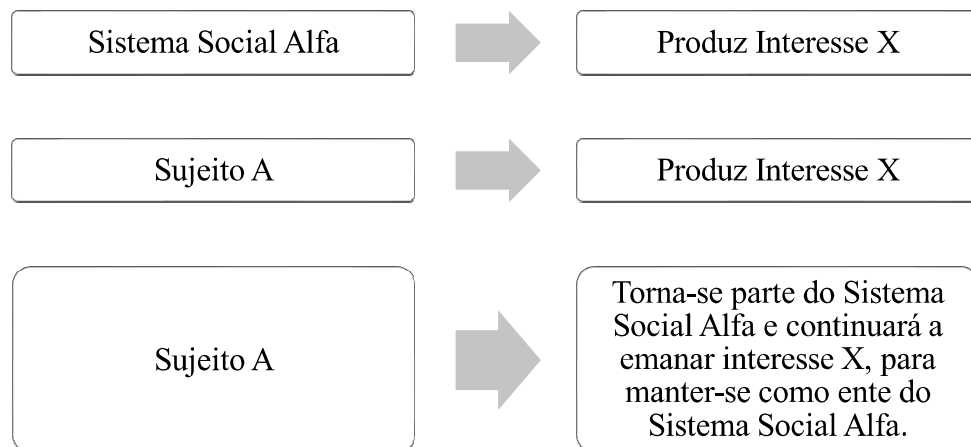 Sistema Social Alfa
Produz Interesse X
Sujeito A
Produz Interesse X
Sujeito A
Torna-se parte do Sistema
Social Alfa e continuará a
emanar interesse X, para
manter-se como ente do
Sistema Social Alfa.